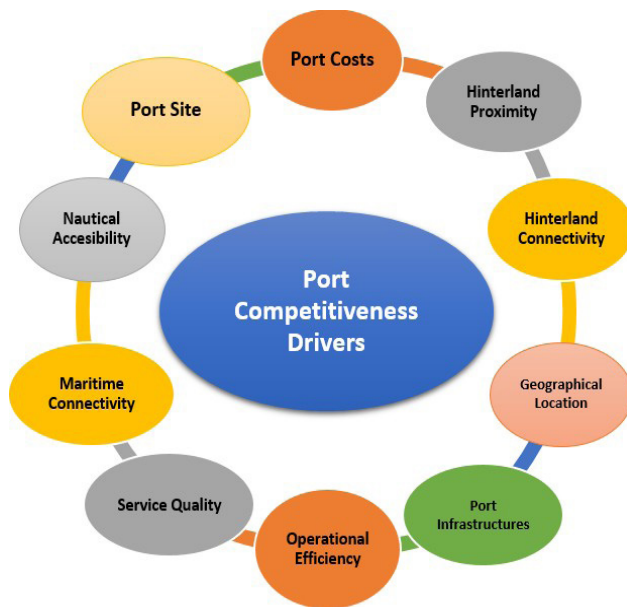 Port Costs
Hinterland
Proximity
Hinterland
Connectivity
Geographical
Location
Port
Infrastructures
Operational
Efficiency
Service Quality
Maritime
Connectivity
Nautical
Accesibility
Port Site
Port
Competitiveness
Drivers